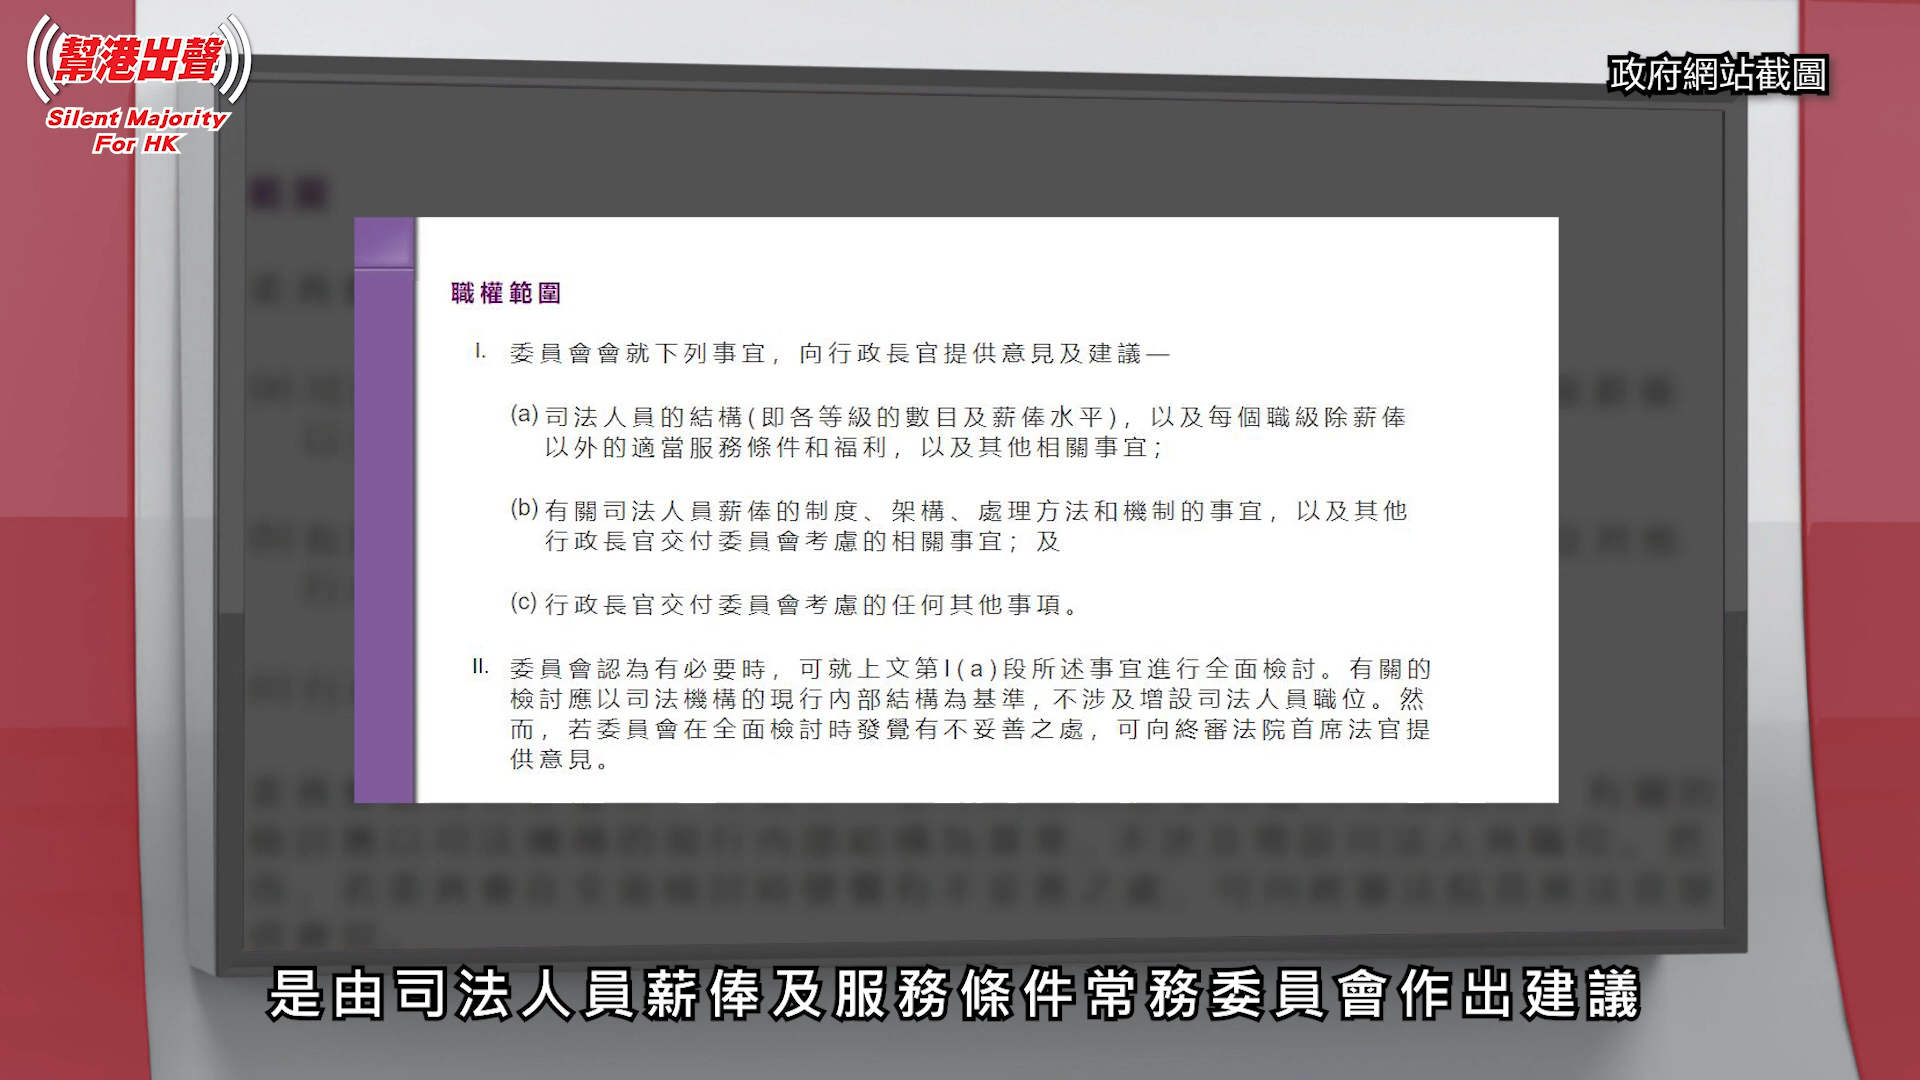 幫港出聲
Silent Majority
For HK
政府網站截圖
職權範圍
I. 委員會會就下列事宜，向行政長官提供意見及建議—
(a) 司法人員的結構(即各等級的數目及薪俸水平)，以及每個職級除薪俸
以外的適當服務條件和福利，以及其他相關事宜；
(b) 有關司法人員薪俸的制度、架構、處理方法和機制的事宜，以及其他
行政長官交付委員會考慮的相關事宜；及
(c) 行政長官交付委員會考慮的任何其他事項。
II. 委員會認為有必要時，可就上文第I(a)段所述事宜進行全面檢討。有關的
檢討應以司法機構的現行內部結構為基準，不涉及增設司法人員職位。然
而，若委員會在全面檢討時發覺有不妥善之處，可向終審法院首席法官提
供意見。
是由司法人員薪俸及服務條件常務委員會作出建議